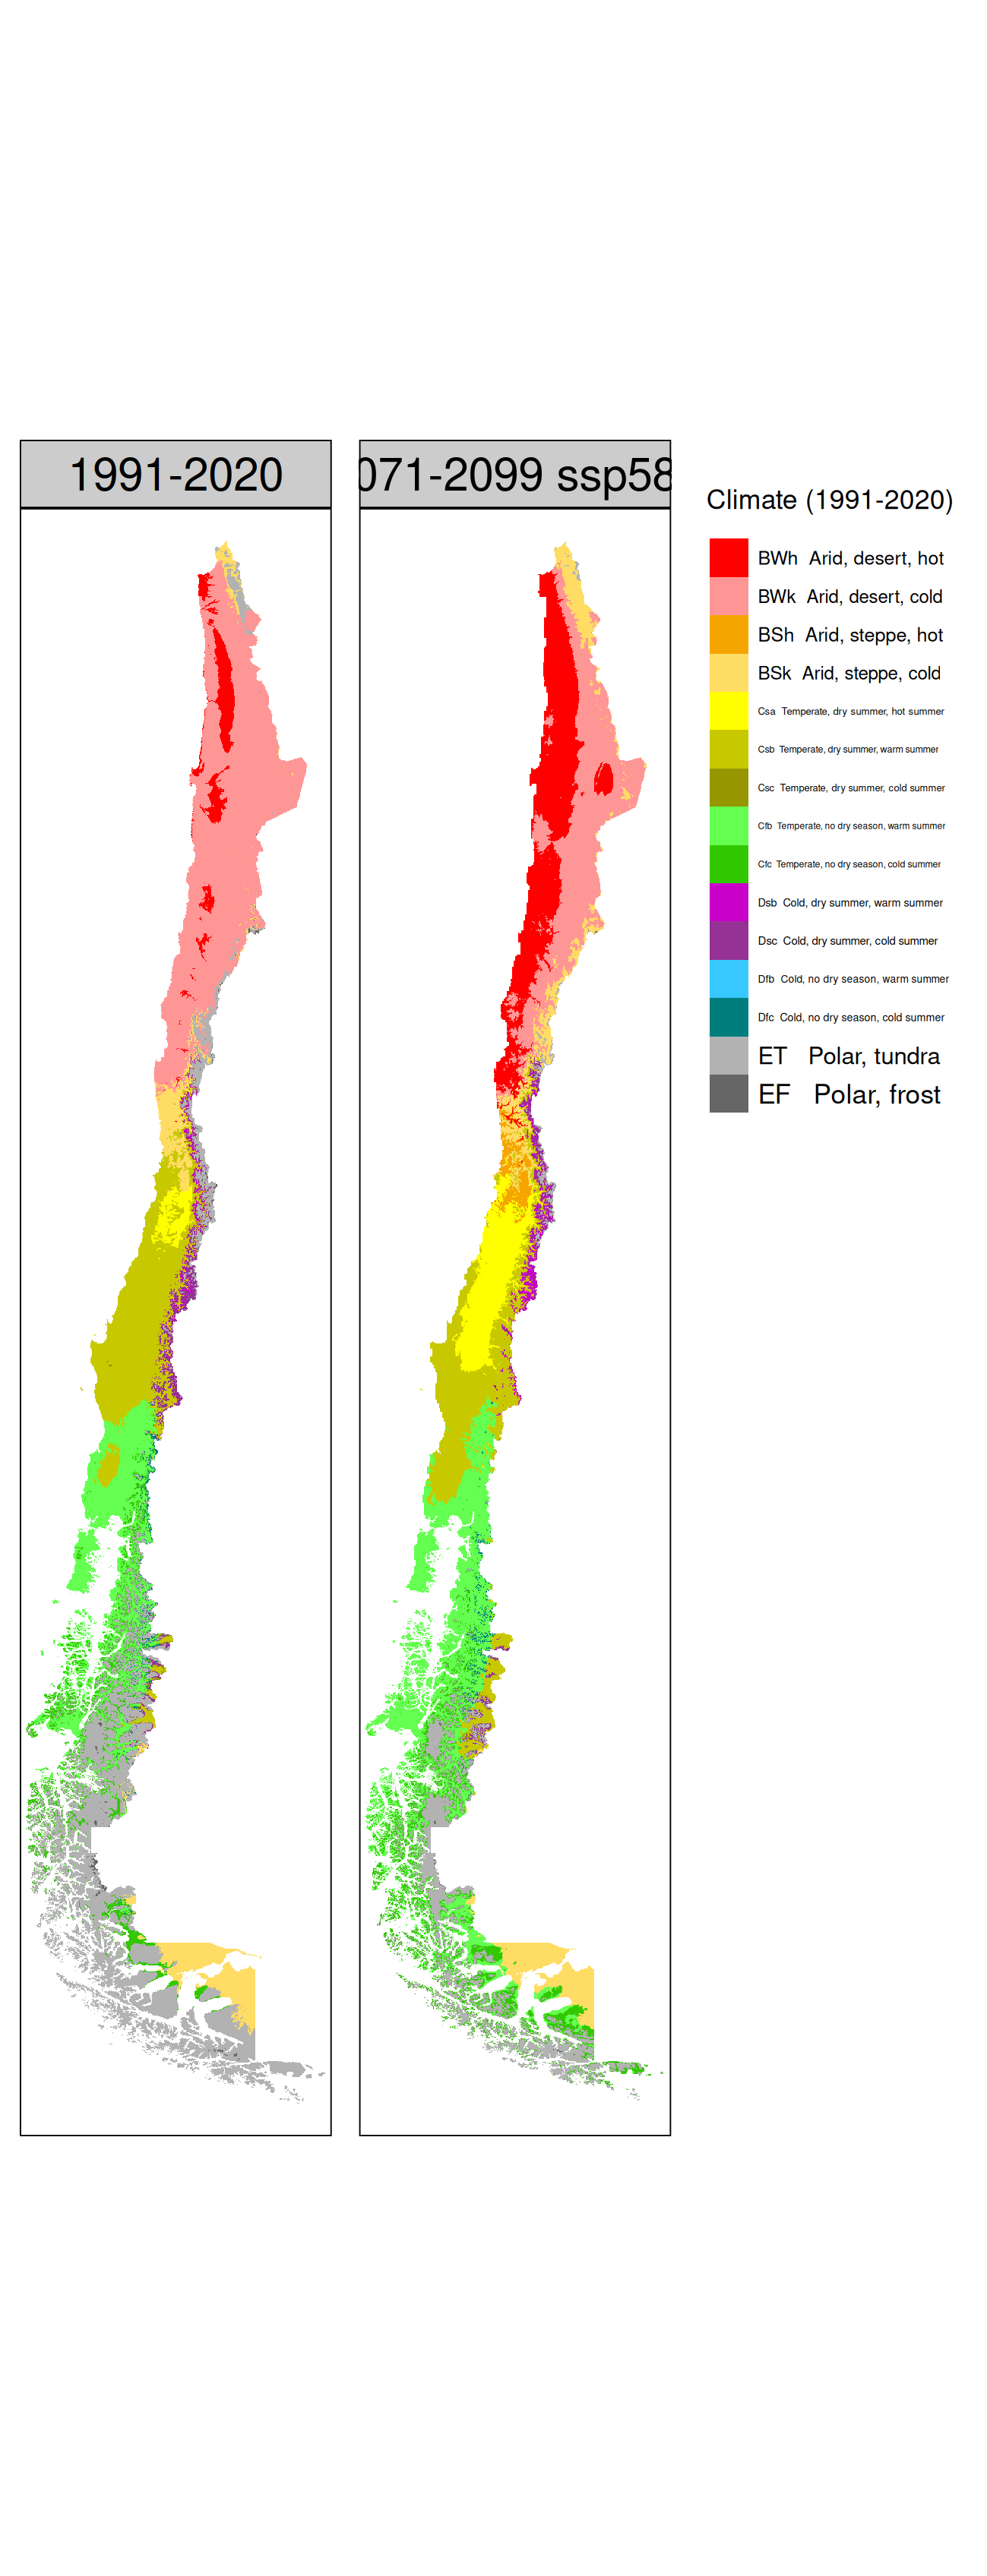 1991-2020
071-2099 ssp58
Climate (1991-2020)
BWh Arid, desert, hot
BWk Arid, desert, cold
BSh Arid, steppe, hot
BSk Arid, steppe, cold
Csa Temperate, dry summer, hot summer
Csb Temperate, dry summer, warm summer
Csc Temperate, dry summer, cold summer
Cfb Temperate, no dry season, warm summer
Cfc Temperate, no dry season, cold summer
Dsb Cold, dry summer, warm summer
Dsc Cold, dry summer, cold summer
Dfb Cold, no dry season, warm summer
Dfc Cold, no dry season, cold summer
ET Polar, tundra
EF Polar, frost